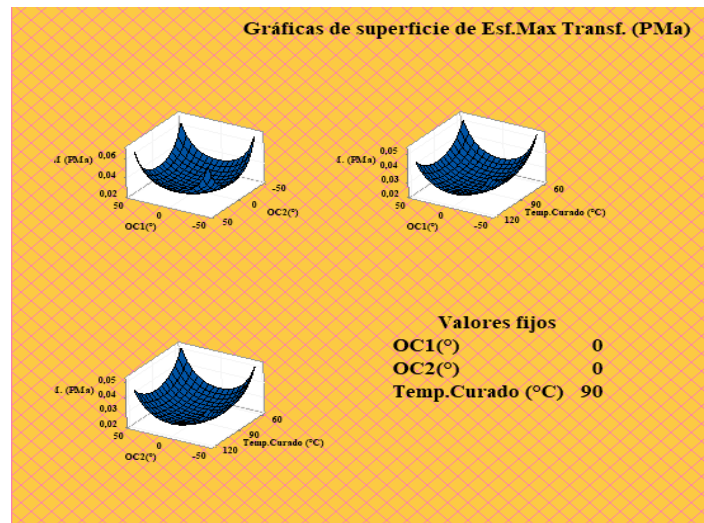 Gráficas de superficie de Esf.Max Transf. (PMa)
(PMa)
0,06
0,04
0,02
50
0
-50
OC1(°)
50
0
-50
OC2(°)
(PMa)
0,05
0,04
0,03
0,02
50
0
-50
OC1(°)
120
90
60
Temp.Curado (°C)
(PMa)
0,05
0,04
0,03
0,02
50
0
-50
OC2(°)
120
90
60
Temp.Curado (°C)
Valores fijos
OC1(°) 0
OC2(°) 0
Temp.Curado (°C) 90